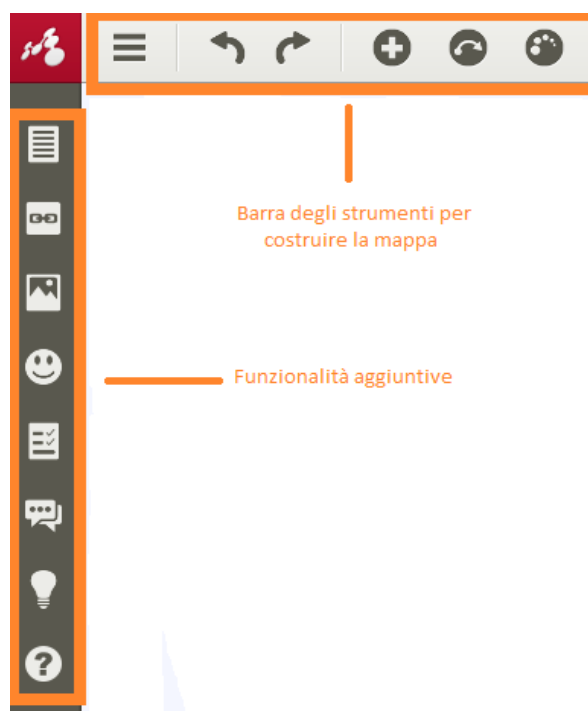 Barra degli strumenti per
costruire la mappa
Funzionalità aggiuntive